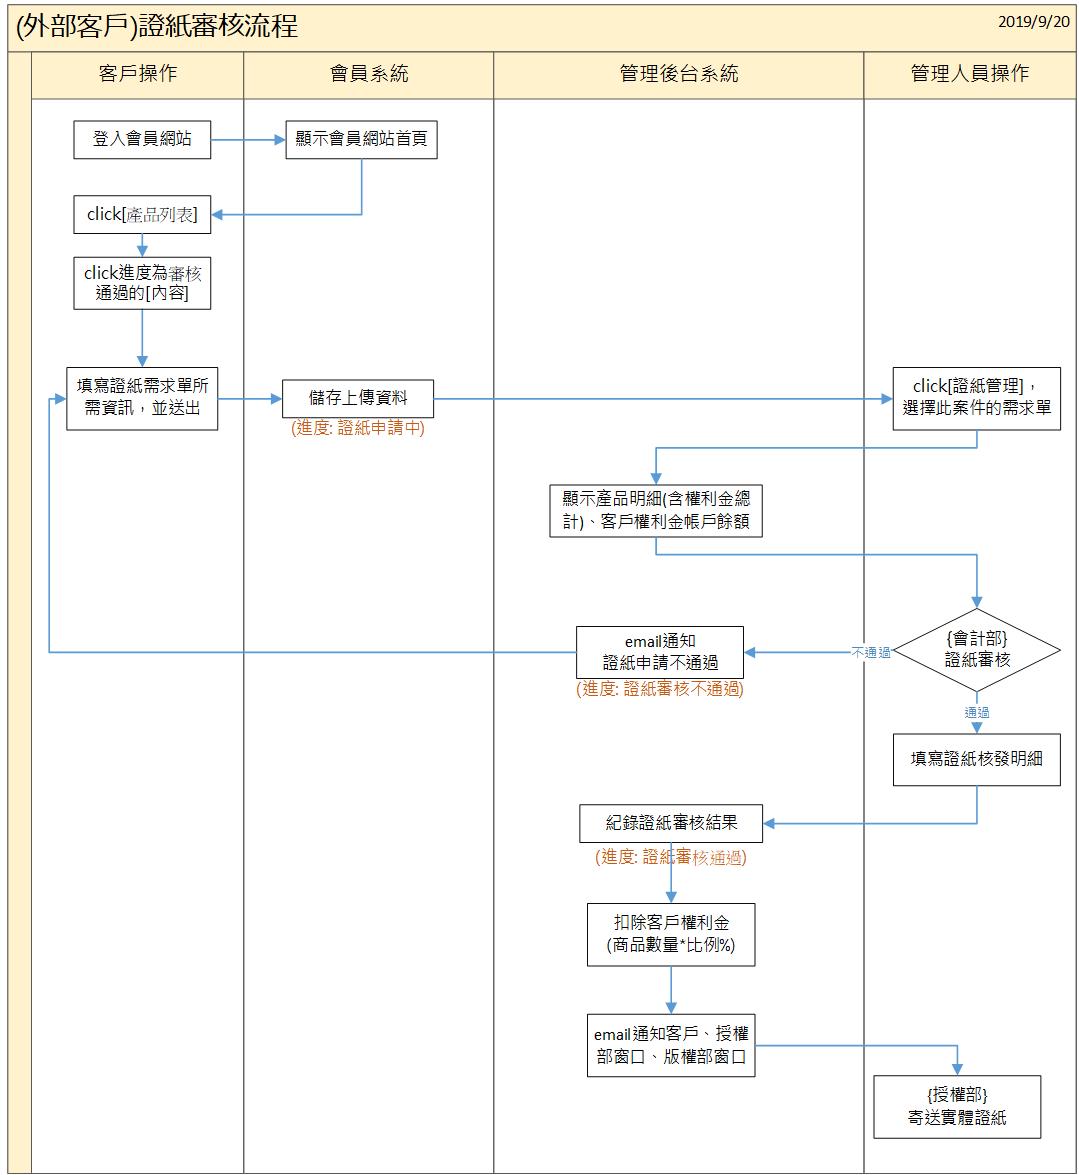 (外部客戶)證紙審核流程
2019/9/20
客戶操作
會員系統
管理後台系統
管理人員操作
登入會員網站
顯示會員網站首頁
click[產品列表]
click進度為審核
通過的[內容]
填寫證紙需求單所
需資訊，並送出
儲存上傳資料
(進度: 證紙申請中)
click[證紙管理]，
選擇此案件的需求單
顯示產品明細(含權利金總
計)、客戶權利金帳戶餘額
{會計部}
證紙審核
不通過
email通知
證紙申請不通過
(進度: 證紙審核不通過)
通過
填寫證紙核發明細
紀錄證紙審核結果
(進度: 證紙審核通過)
扣除客戶權利金
(商品數量*比例%)
email通知客戶、授權
部窗口、版權部窗口
{授權部}
寄送實體證紙